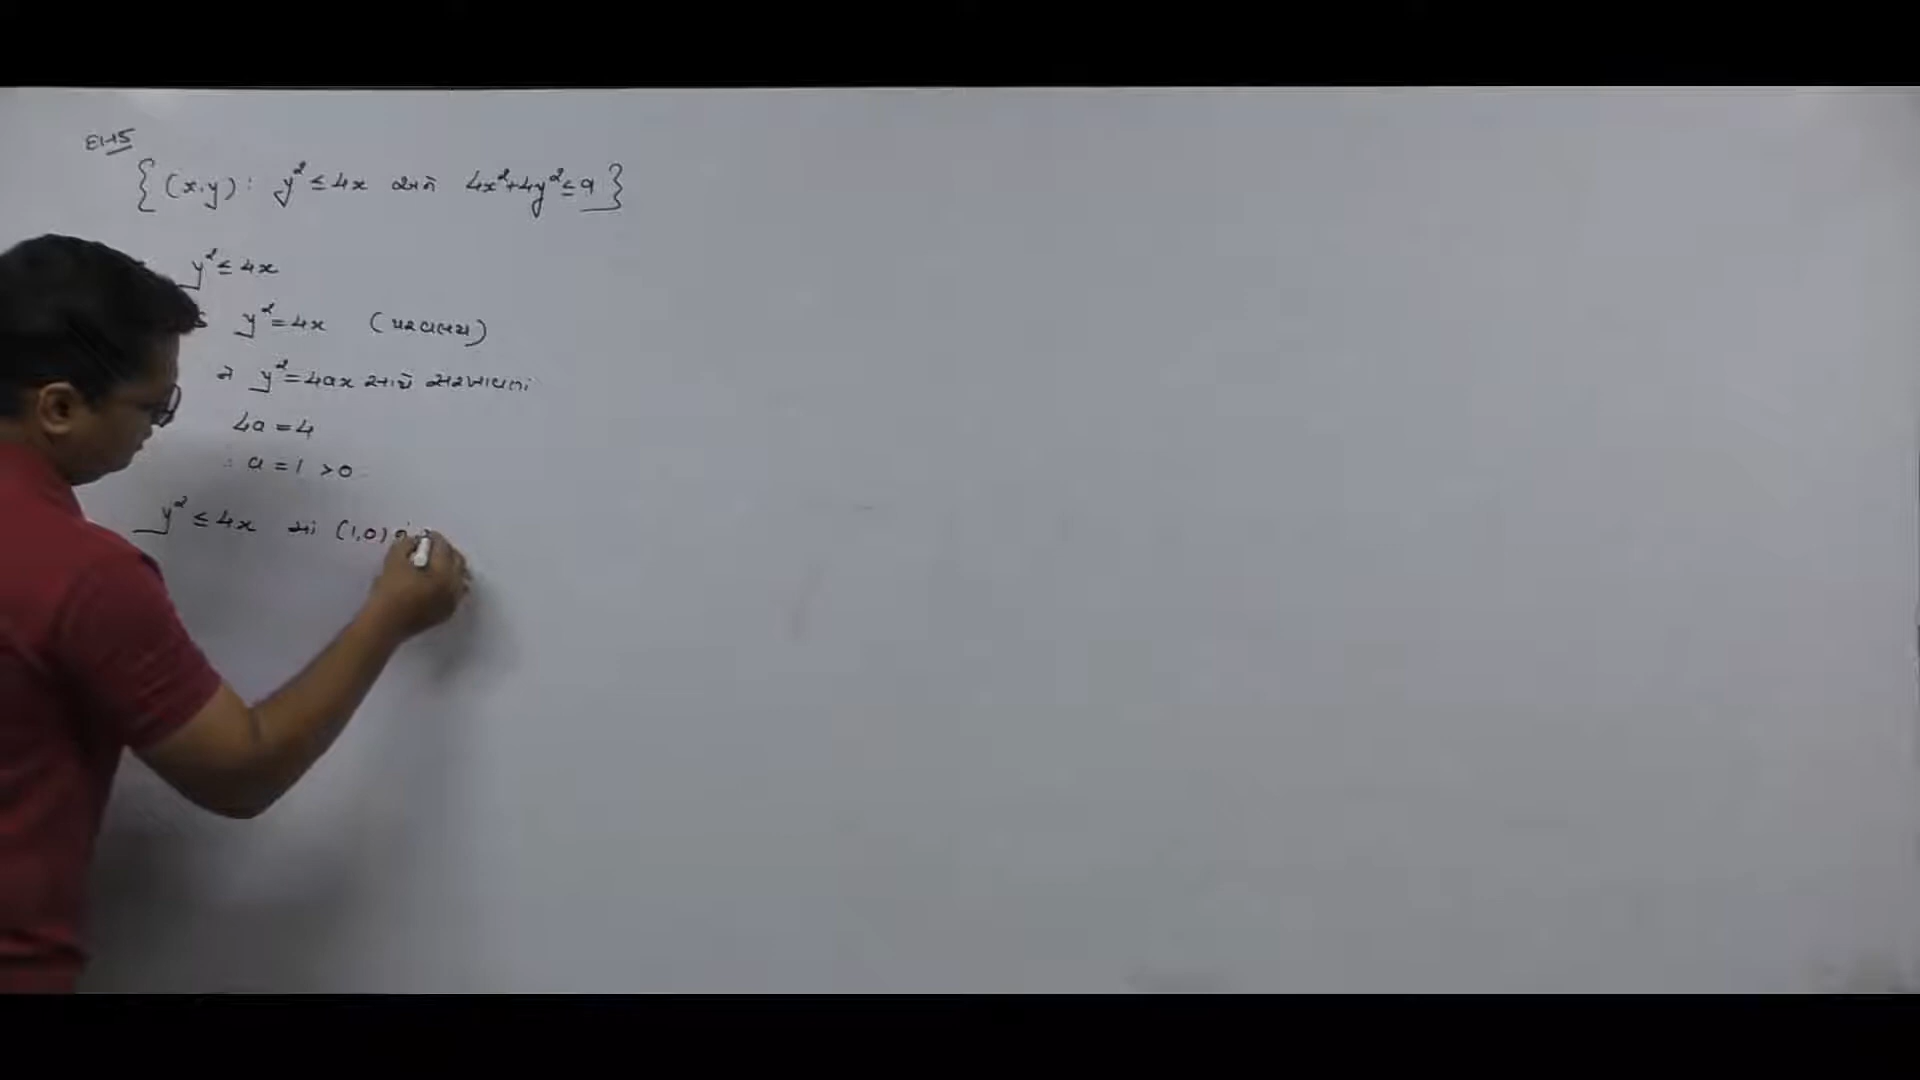 દા-15
{(x,y) : y² ≤ 4x અને 4x²+4y² ≤ 9}
y² ≤ 4x
y² = 4x (પરવલય)
ને y² = 4ax સાથે સરખાવતાં
4a = 4
∴ a = 1 > 0
y² ≤ 4x માં (1,0)